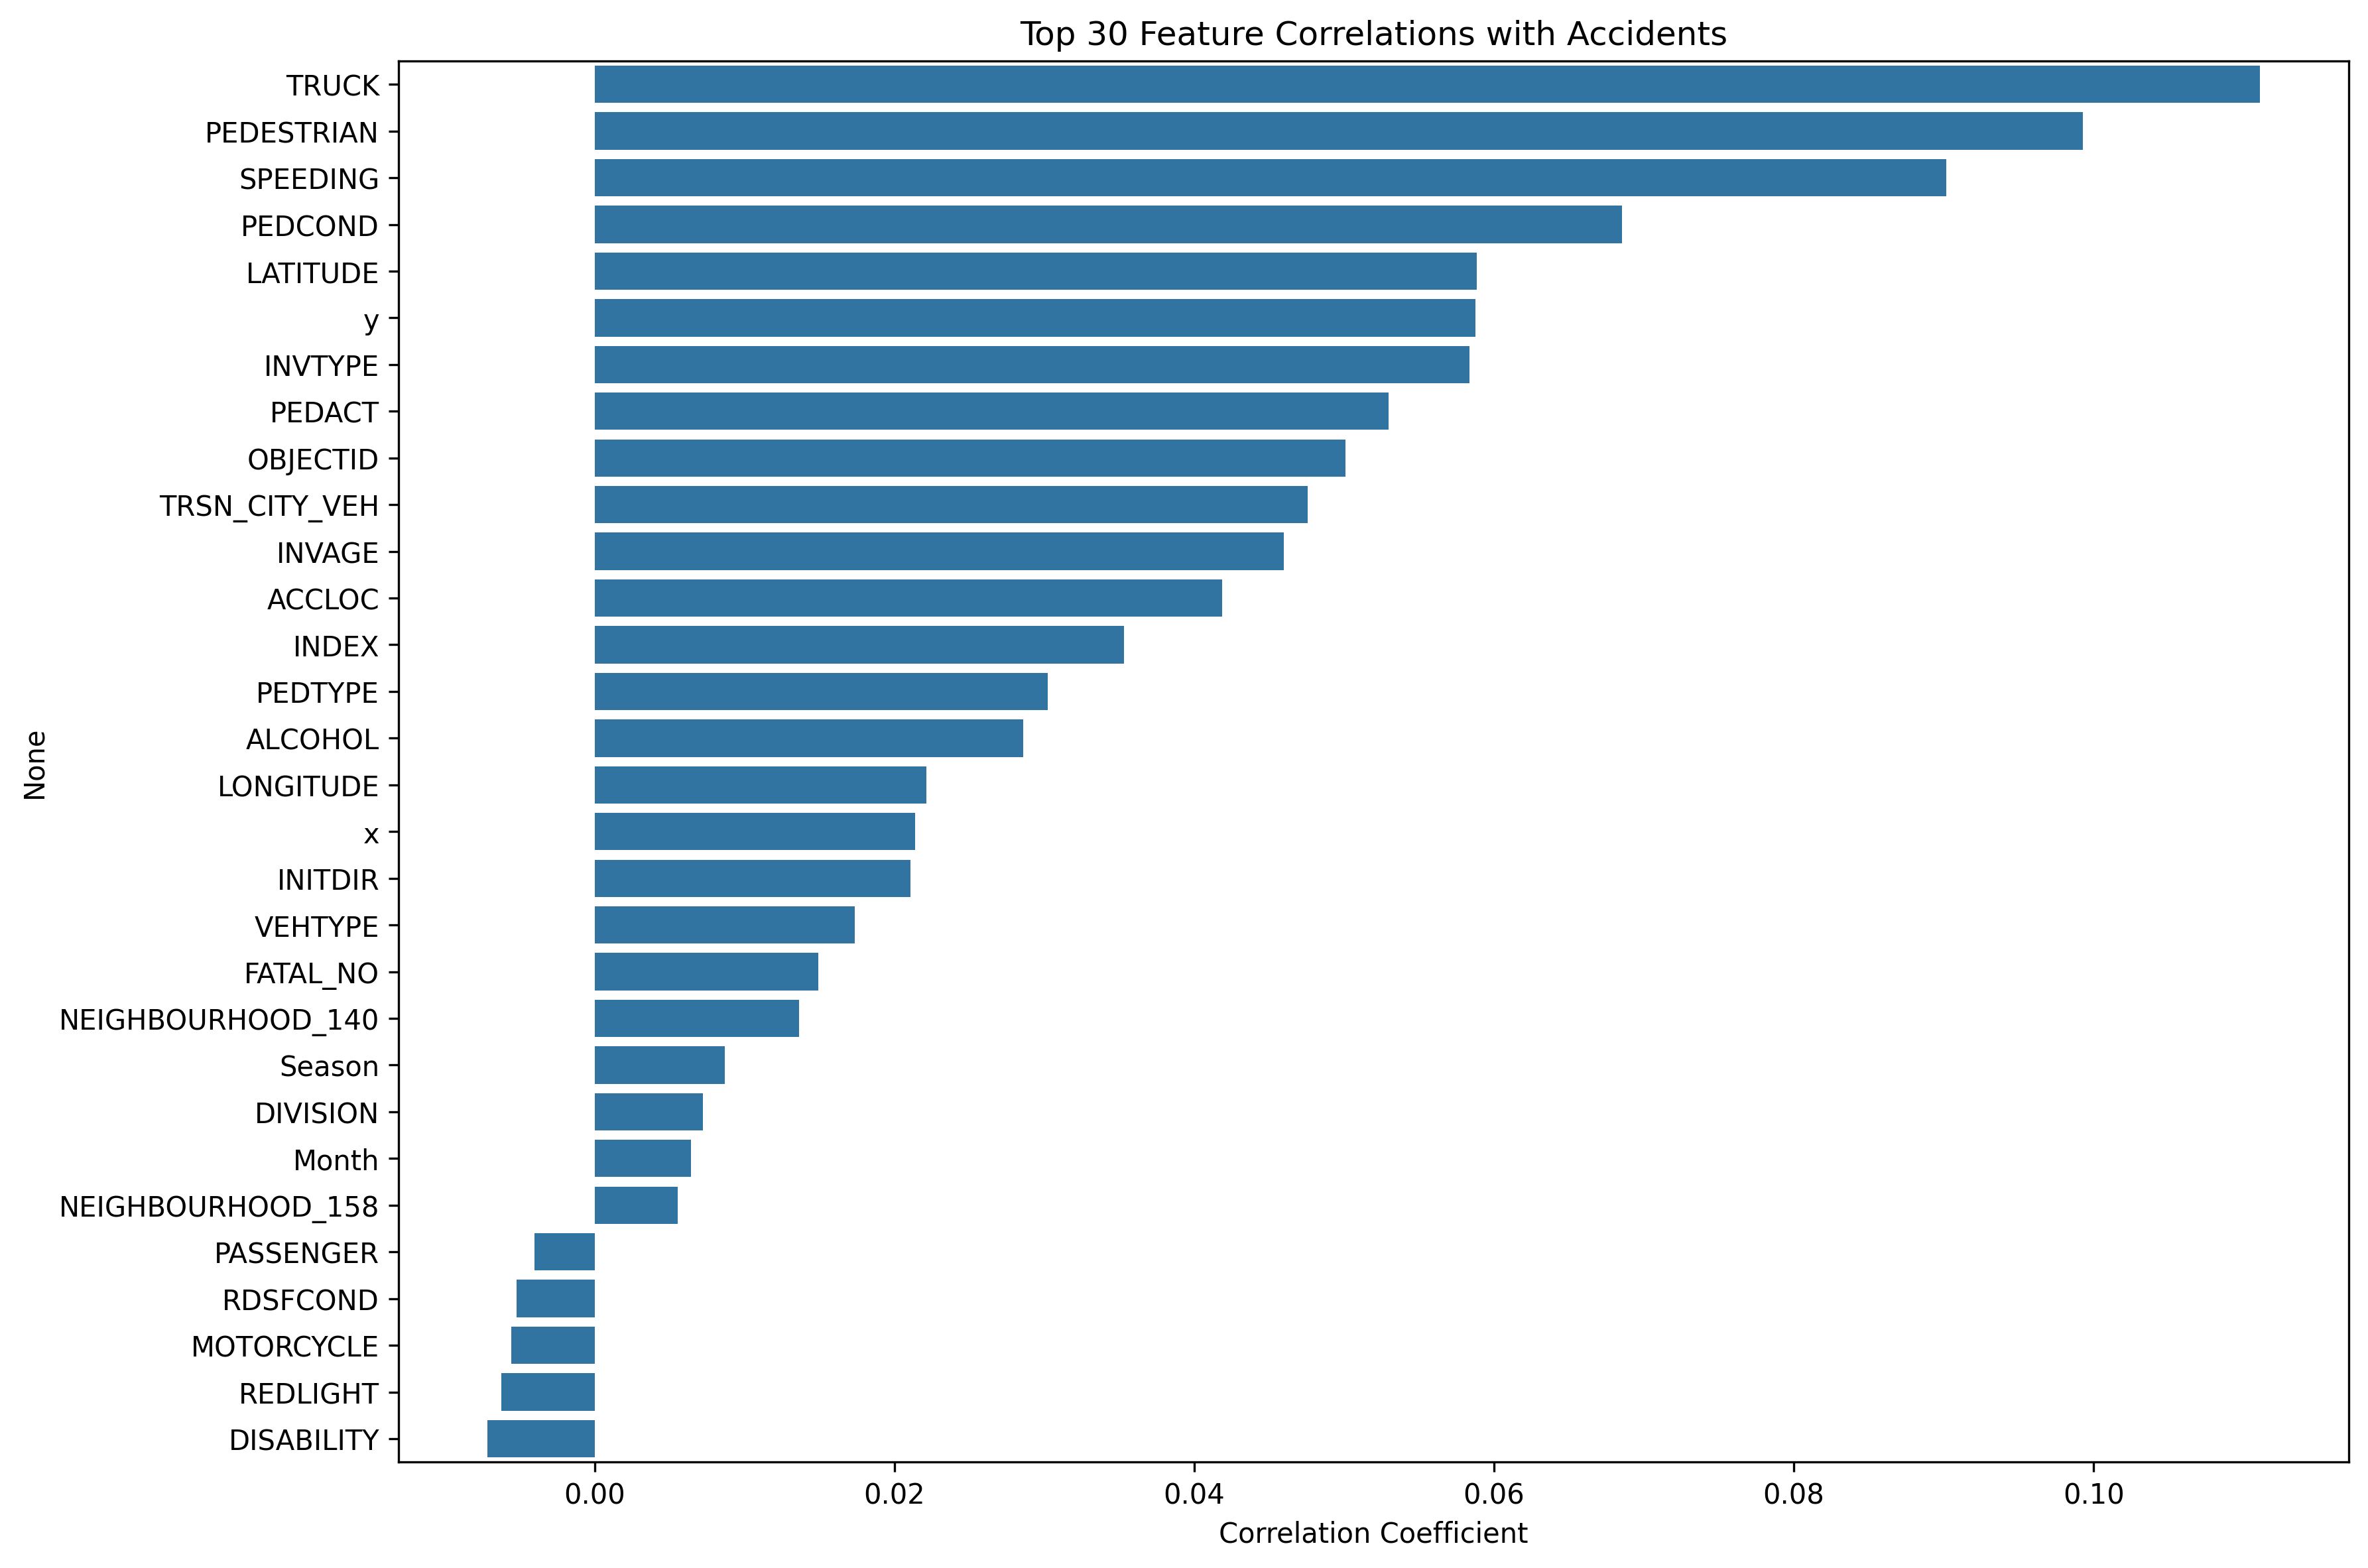 Top 30 Feature Correlations with Accidents
TRUCK
PEDESTRIAN
SPEEDING
PEDCOND
LATITUDE
y
INVTYPE
PEDACT
OBJECTID
TRSN_CITY_VEH
INVAGE
ACCLOC
INDEX
PEDTYPE
ALCOHOL
LONGITUDE
x
INITDIR
VEHTYPE
FATAL_NO
NEIGHBOURHOOD_140
Season
DIVISION
Month
NEIGHBOURHOOD_158
PASSENGER
RDSFCOND
MOTORCYCLE
REDLIGHT
DISABILITY
None
0.00 0.02 0.04 0.06 0.08 0.10
Correlation Coefficient